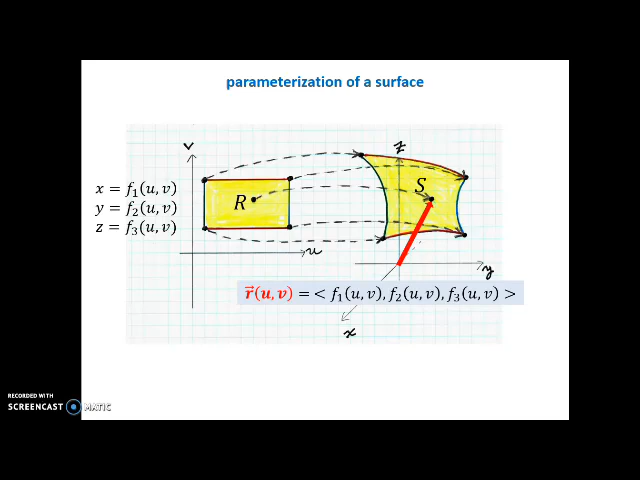 parameterization of a surface
v
z
x = f₁(u, v)
y = f₂(u, v)
z = f₃(u, v)
R
S
u
y
r⃗(u, v) = < f₁(u, v), f₂(u, v), f₃(u, v) >
x
RECORDED WITH
SCREENCAST MATIC